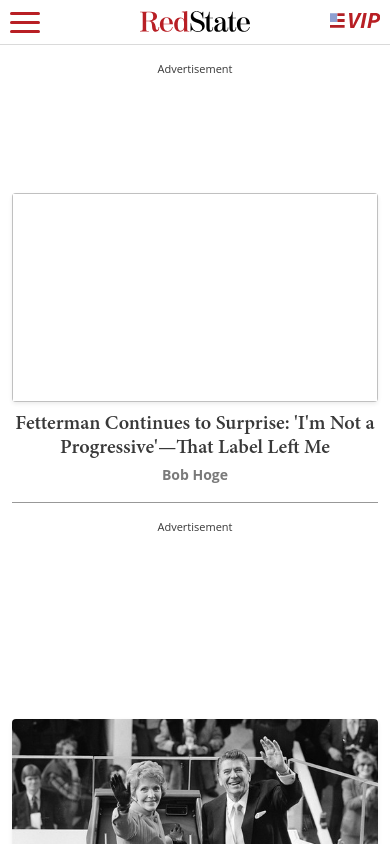 RedState
VIP
Advertisement
Fetterman Continues to Surprise: 'I'm Not a
Progressive'—That Label Left Me
Bob Hoge
Advertisement